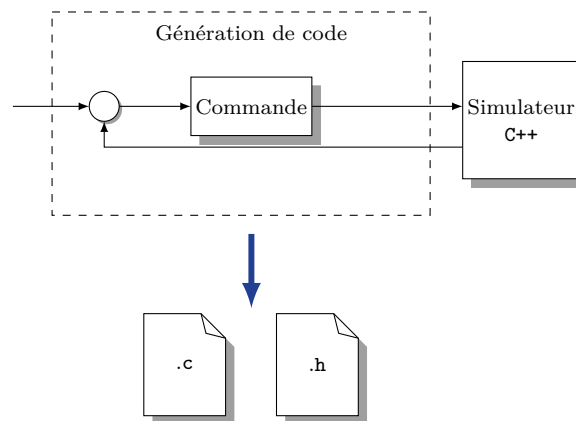 Génération de code
Commande
Simulateur
C++
.c
.h